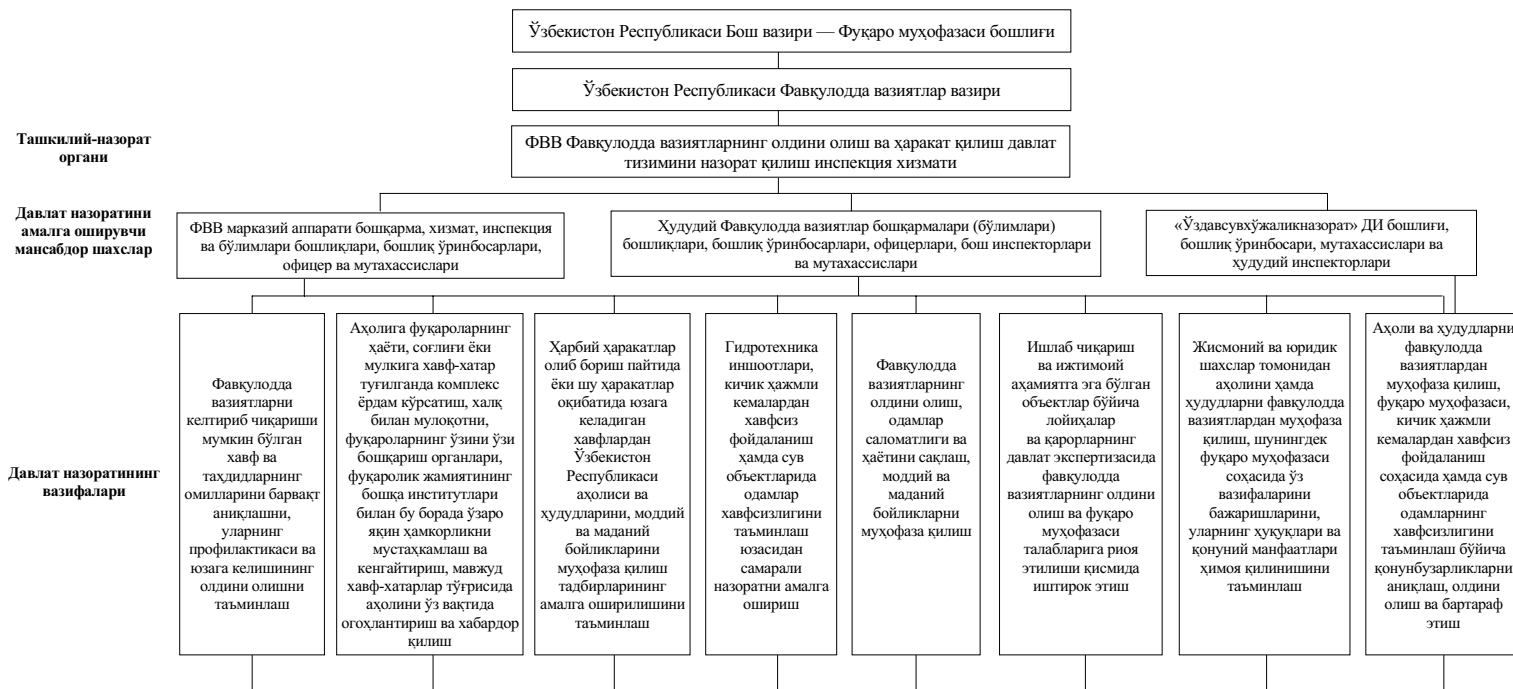 Ўзбекистон Республикаси Бош вазири — Фуқаро муҳофазаси бошлиғи
Ўзбекистон Республикаси Фавқулодда вазиятлар вазири
Ташкилий-назорат
органи
ФВВ Фавқулодда вазиятларнинг олдини олиш ва ҳаракат қилиш давлат
тизимини назорат қилиш инспекция хизмати
Давлат назоратини
амалга оширувчи
мансабдор шахслар
ФВВ марказий аппарати бошқарма, хизмат, инспекция
ва бўлимлари бошлиқлари, бошлиқ ўринбосарлари,
офицер ва мутахассислари
Ҳудудий Фавқулодда вазиятлар бошқармалари (бўлимлари)
бошлиқлари, бошлиқ ўринбосарлари, офицерлари, бош инспекторлари
ва мутахассислари
«Ўздавсувхўжаликназорат» ДИ бошлиғи,
бошлиқ ўринбосари, мутахассислари ва
ҳудудий инспекторлари
Давлат назоратининг
вазифалари
Фавқулодда
вазиятларни
келтириб чиқариши
мумкин бўлган
хавф ва
таҳдидларнинг
омилларини барвақт
аниқлашни,
уларнинг
профилактикаси ва
юзага келишининг
олдини олишни
таъминлаш
Аҳолига фуқароларнинг
ҳаёти, соғлиғи ёки
мулкига хавф-хатар
туғилганда комплекс
ёрдам кўрсатиш, халқ
билан мулоқотни,
фуқароларнинг ўзини ўзи
бошқариш органлари,
фуқаролик жамиятининг
бошқа институтлари
билан бу борада ўзаро
яқин ҳамкорликни
мустаҳкамлаш ва
кенгайтириш, мавжуд
хавф-хатарлар тўғрисида
аҳолини ўз вақтида
огоҳлантириш ва хабардор
қилиш
Ҳарбий ҳаракатлар
олиб бориш пайтида
ёки шу ҳаракатлар
оқибатида юзага
келадиган
хавфлардан
Ўзбекистон
Республикаси
аҳолиси ва
ҳудудларини, моддий
ва маданий
бойликларини
муҳофаза қилиш
тадбирларининг
амалга оширилишини
таъминлаш
Гидротехника
иншоотлари,
кичик ҳажмли
кемалардан
хавфсиз
фойдаланиш
ҳамда сув
объектларида
одамлар
хавфсизлигини
таъминлаш
юзасидан
самарали
назоратни амалга
ошириш
Фавқулодда
вазиятларнинг
олдини олиш,
одамлар
саломатлиги ва
ҳаётини сақлаш,
моддий ва
маданий
бойликларни
муҳофаза қилиш
Ишлаб чиқариш
ва ижтимоий
аҳамиятга эга бўлган
объектлар бўйича
лойиҳалар
ва қарорларнинг
давлат экспертизасида
фавқулодда
вазиятларнинг олдини
олиш ва фуқаро
муҳофазаси
талабларига риоя
этилиши қисмида
иштирок этиш
Жисмоний ва юридик
шахслар томонидан
аҳолини ҳамда
ҳудудларни фавқулодда
вазиятлардан муҳофаза
қилиш, шунингдек
фуқаро муҳофазаси
соҳасида ўз
вазифаларини
бажаришларини,
уларнинг ҳуқуқлари ва
қонуний манфаатлари
ҳимоя қилинишини
таъминлаш
Аҳоли ва ҳудудларни
фавқулодда
вазиятлардан
муҳофаза қилиш,
фуқаро муҳофазаси,
кичик ҳажмли
кемалардан хавфсиз
фойдаланиш
соҳасида ҳамда сув
объектларида
одамларнинг
хавфсизлигини
таъминлаш бўйича
қонунбузарликларни
аниқлаш, олдини
олиш ва бартараф
этиш